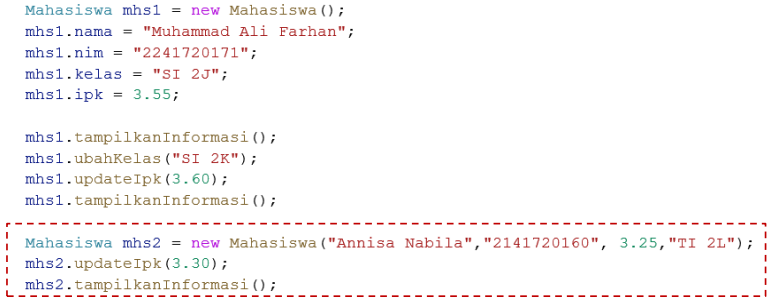 Mahasiswa mhs1 = new Mahasiswa();
mhs1.nama = "Muhammad Ali Farhan";
mhs1.nim = "2241720171";
mhs1.kelas = "SI 2J";
mhs1.ipk = 3.55;
mhs1.tampilkanInformasi();
mhs1.ubahKelas("SI 2K");
mhs1.updateIpk(3.60);
mhs1.tampilkanInformasi();
Mahasiswa mhs2 = new Mahasiswa("Annisa Nabila","2141720160", 3.25,"TI 2L");
mhs2.updateIpk(3.30);
mhs2.tampilkanInformasi();